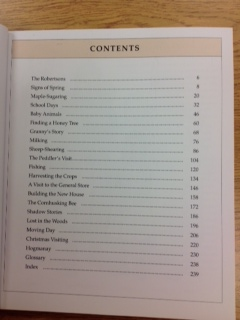 CONTENTS
The Robertsons 6
Signs of Spring 8
Maple-Sugaring 20
School Days 32
Baby Animals 46
Finding a Honey Tree 60
Granny's Story 68
Milking 76
Sheep-Shearing 86
The Peddler's Visit 104
Fishing 120
Harvesting the Crops 134
A Visit to the General Store 146
Building the New House 158
The Cornhusking Bee 172
Shadow Stories 186
Lost in the Woods 196
Moving Day 206
Christmas Visiting 220
Hogmanay 230
Glossary 238
Index 239